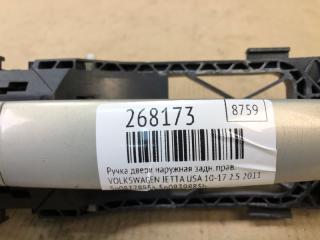 268173
8759
Ручка двери наружная задн. прав.
VOLKSWAGEN JETTA USA 10-17 2.5 2011